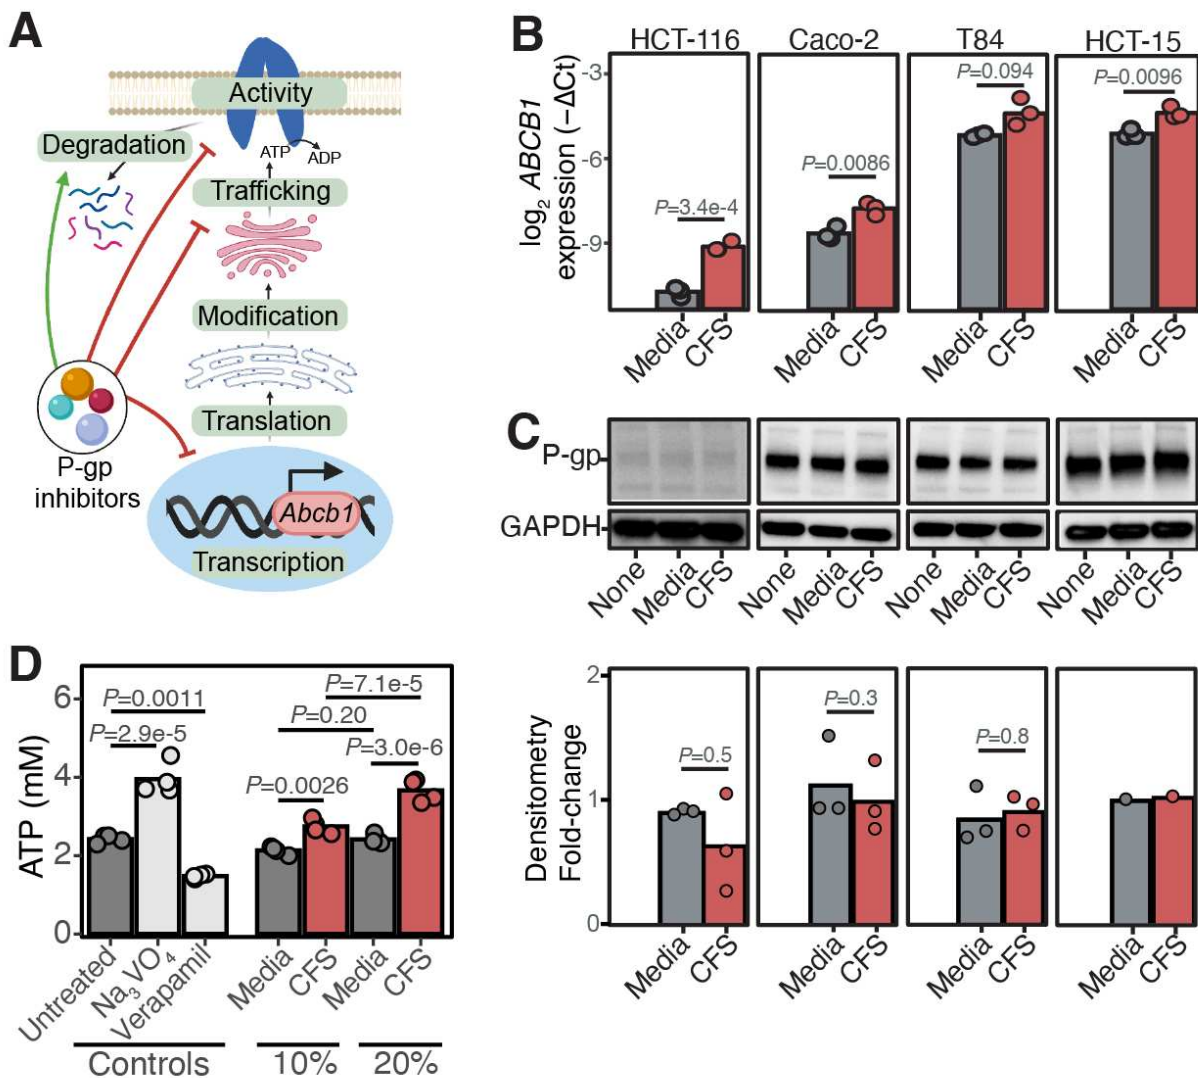 A
Activity
Degradation
ATP
ADP
Trafficking
Modification
Translation
P-gp
inhibitors
Abcb1
Transcription
B
HCT-116
Caco-2
T84
HCT-15
log2 ABCB1
expression (−ΔCt)
-3
-6
-9
P=3.4e-4
P=0.0086
P=0.094
P=0.0096
Media
CFS
Media
CFS
Media
CFS
Media
CFS
C
P-gp
GAPDH
None
Media
CFS
None
Media
CFS
None
Media
CFS
None
Media
CFS
Densitometry
Fold-change
2
1
0
P=0.5
P=0.3
P=0.8
Media
CFS
Media
CFS
Media
CFS
Media
CFS
D
ATP (mM)
6
4
2
0
P=0.0011
P=2.9e-5
P=7.1e-5
P=0.20
P=3.0e-6
P=0.0026
Untreated
Na3VO4
Verapamil
Media
CFS
Media
CFS
Controls
10%
20%